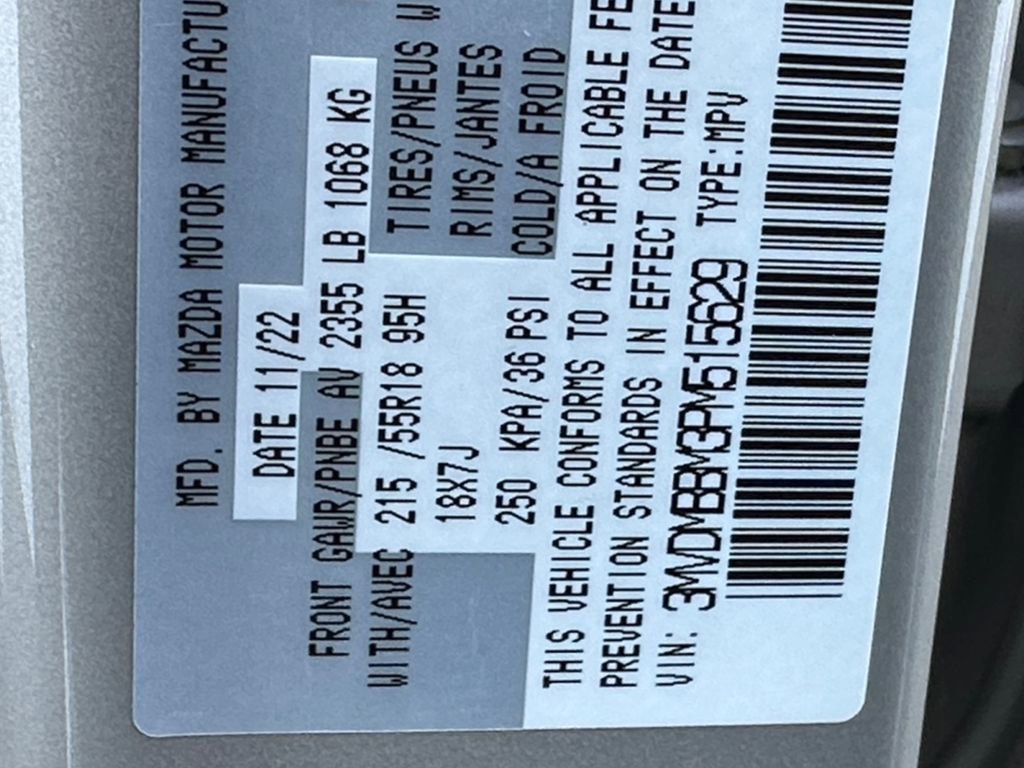 MFD. BY MAZDA MOTOR MANUFACTU
DATE 11/22
FRONT GAWR/PNBE AV 2355 LB 1068 KG
WITH/AVEC 215 /55R18 95H TIRES/PNEUS W
18X7J RIMS/JANTES
250 KPA/36 PSI COLD/A FROID
THIS VEHICLE CONFORMS TO ALL APPLICABLE FE
PREVENTION STANDARDS IN EFFECT ON THE DATE
VIN: 3MVDMBBM3PM515629 TYPE:MPV